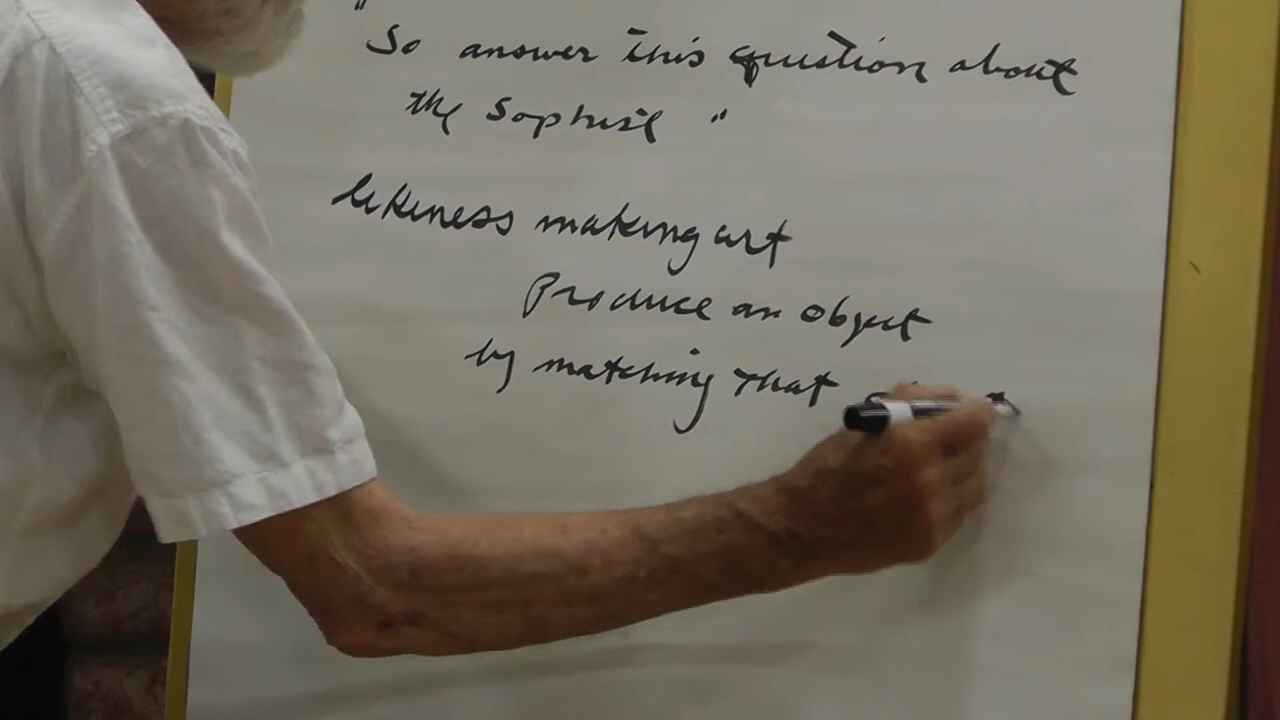 "
So answer this question about
the Sophist "
likeness making art
Produce an object
by matching that